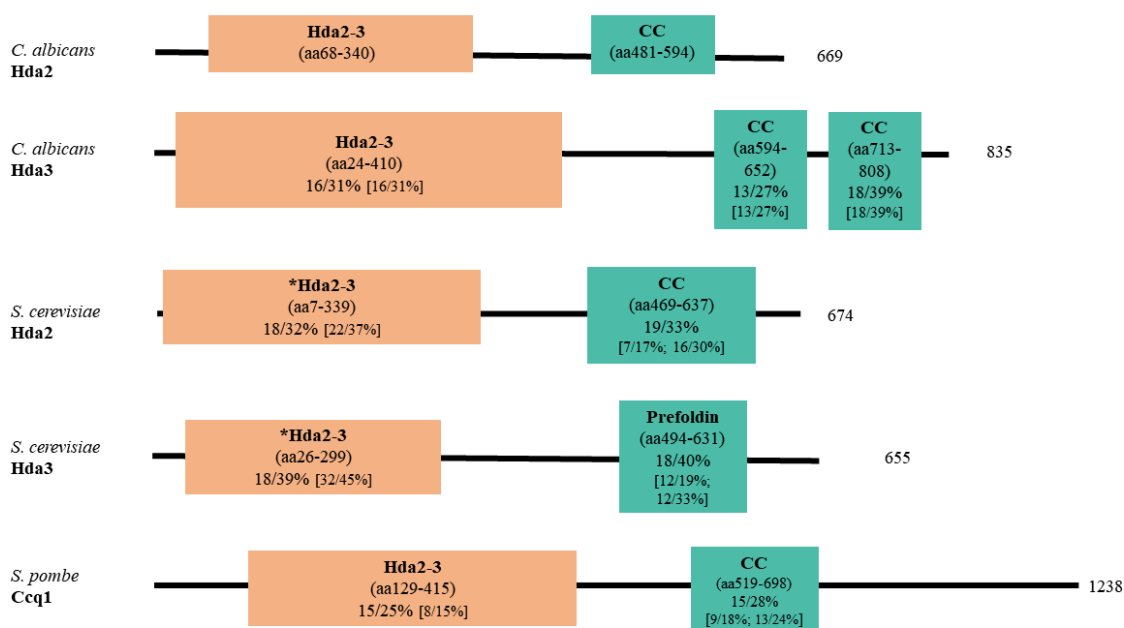 C. albicans
Hda2
Hda2-3
(aa68-340)
CC
(aa481-594)
669
C. albicans
Hda3
Hda2-3
(aa24-410)
16/31% [16/31%]
CC
(aa594-
652)
13/27%
[13/27%]
CC
(aa713-
808)
18/39%
[18/39%]
835
S. cerevisiae
Hda2
*Hda2-3
(aa7-339)
18/32% [22/37%]
CC
(aa469-637)
19/33%
[7/17%; 16/30%]
674
S. cerevisiae
Hda3
*Hda2-3
(aa26-299)
18/39% [32/45%]
Prefoldin
(aa494-631)
18/40%
[12/19%;
12/33%]
655
S. pombe
Ccq1
Hda2-3
(aa129-415)
15/25% [8/15%]
CC
(aa519-698)
15/28%
[9/18%; 13/24%]
1238